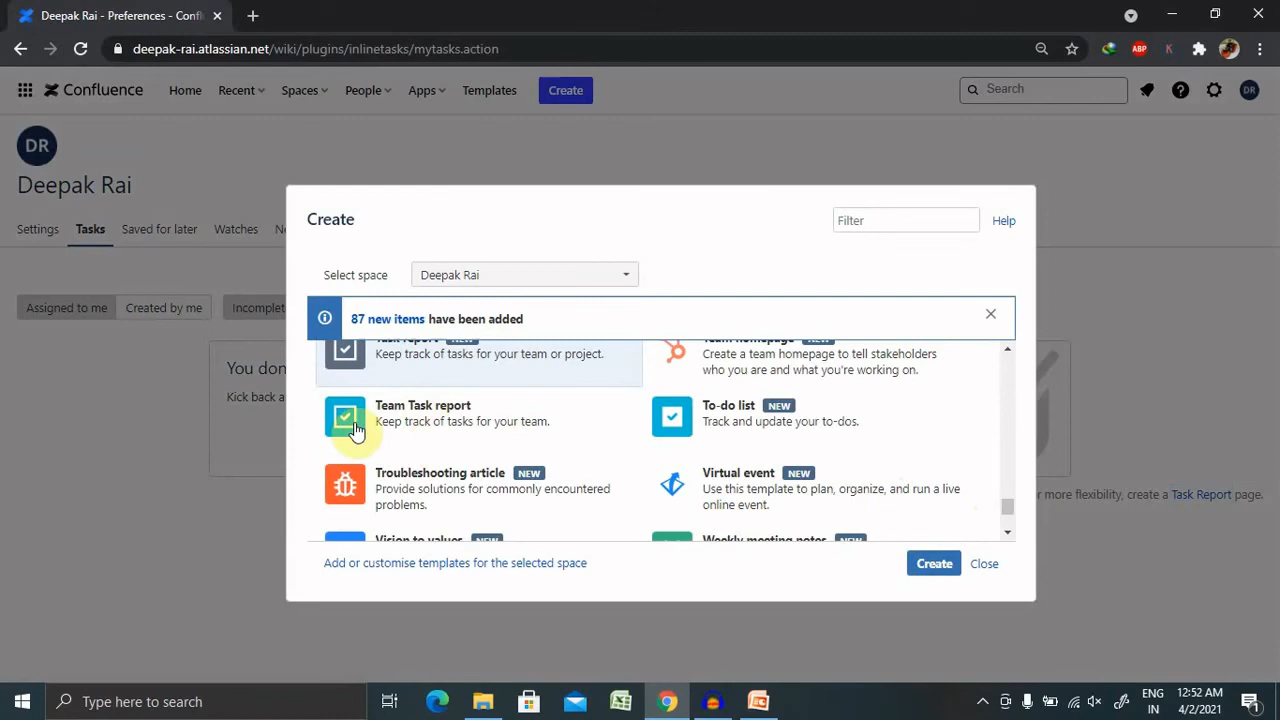 Deepak Rai - Preferences - Confl
deepak-rai.atlassian.net/wiki/plugins/inlinetasks/mytasks.action
ABP
K
Confluence
Home
Recent
Spaces
People
Apps
Templates
Create
Search
DR
DR
Deepak Rai
Settings
Tasks
Saved for later
Watches
Assigned to me
Created by me
Incomplet
You don
Kick back a
or more flexibility, create a Task Report page.
Create
Filter
Help
Select space
Deepak Rai
87 new items have been added
Task report NEW
Keep track of tasks for your team or project.
Team homepage NEW
Create a team homepage to tell stakeholders
who you are and what you're working on.
Team Task report
Keep track of tasks for your team.
To-do list NEW
Track and update your to-dos.
Troubleshooting article NEW
Provide solutions for commonly encountered
problems.
Virtual event NEW
Use this template to plan, organize, and run a live
online event.
Vision to values NEW
Weekly meeting notes NEW
Add or customise templates for the selected space
Create
Close
Type here to search
ENG
IN
12:52 AM
4/2/2021
1